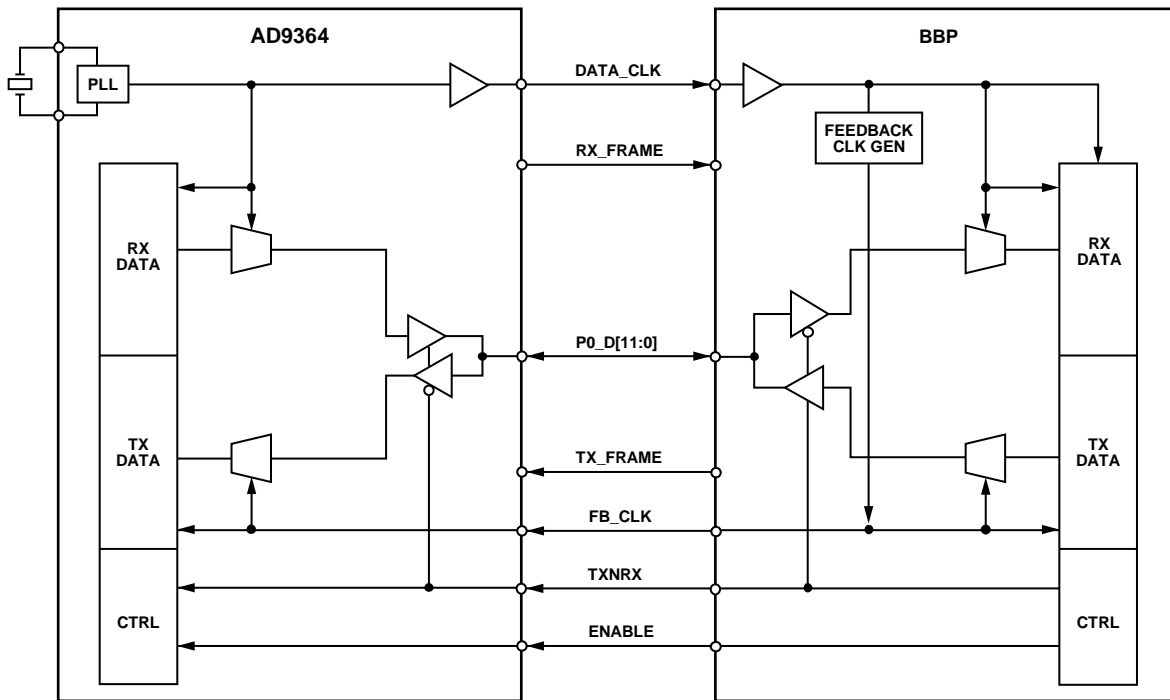 AD9364
BBP
PLL
DATA_CLK
FEEDBACK
CLK GEN
RX_FRAME
RX
DATA
RX
DATA
P0_D[11:0]
TX
DATA
TX
DATA
TX_FRAME
FB_CLK
TXNRX
CTRL
CTRL
ENABLE